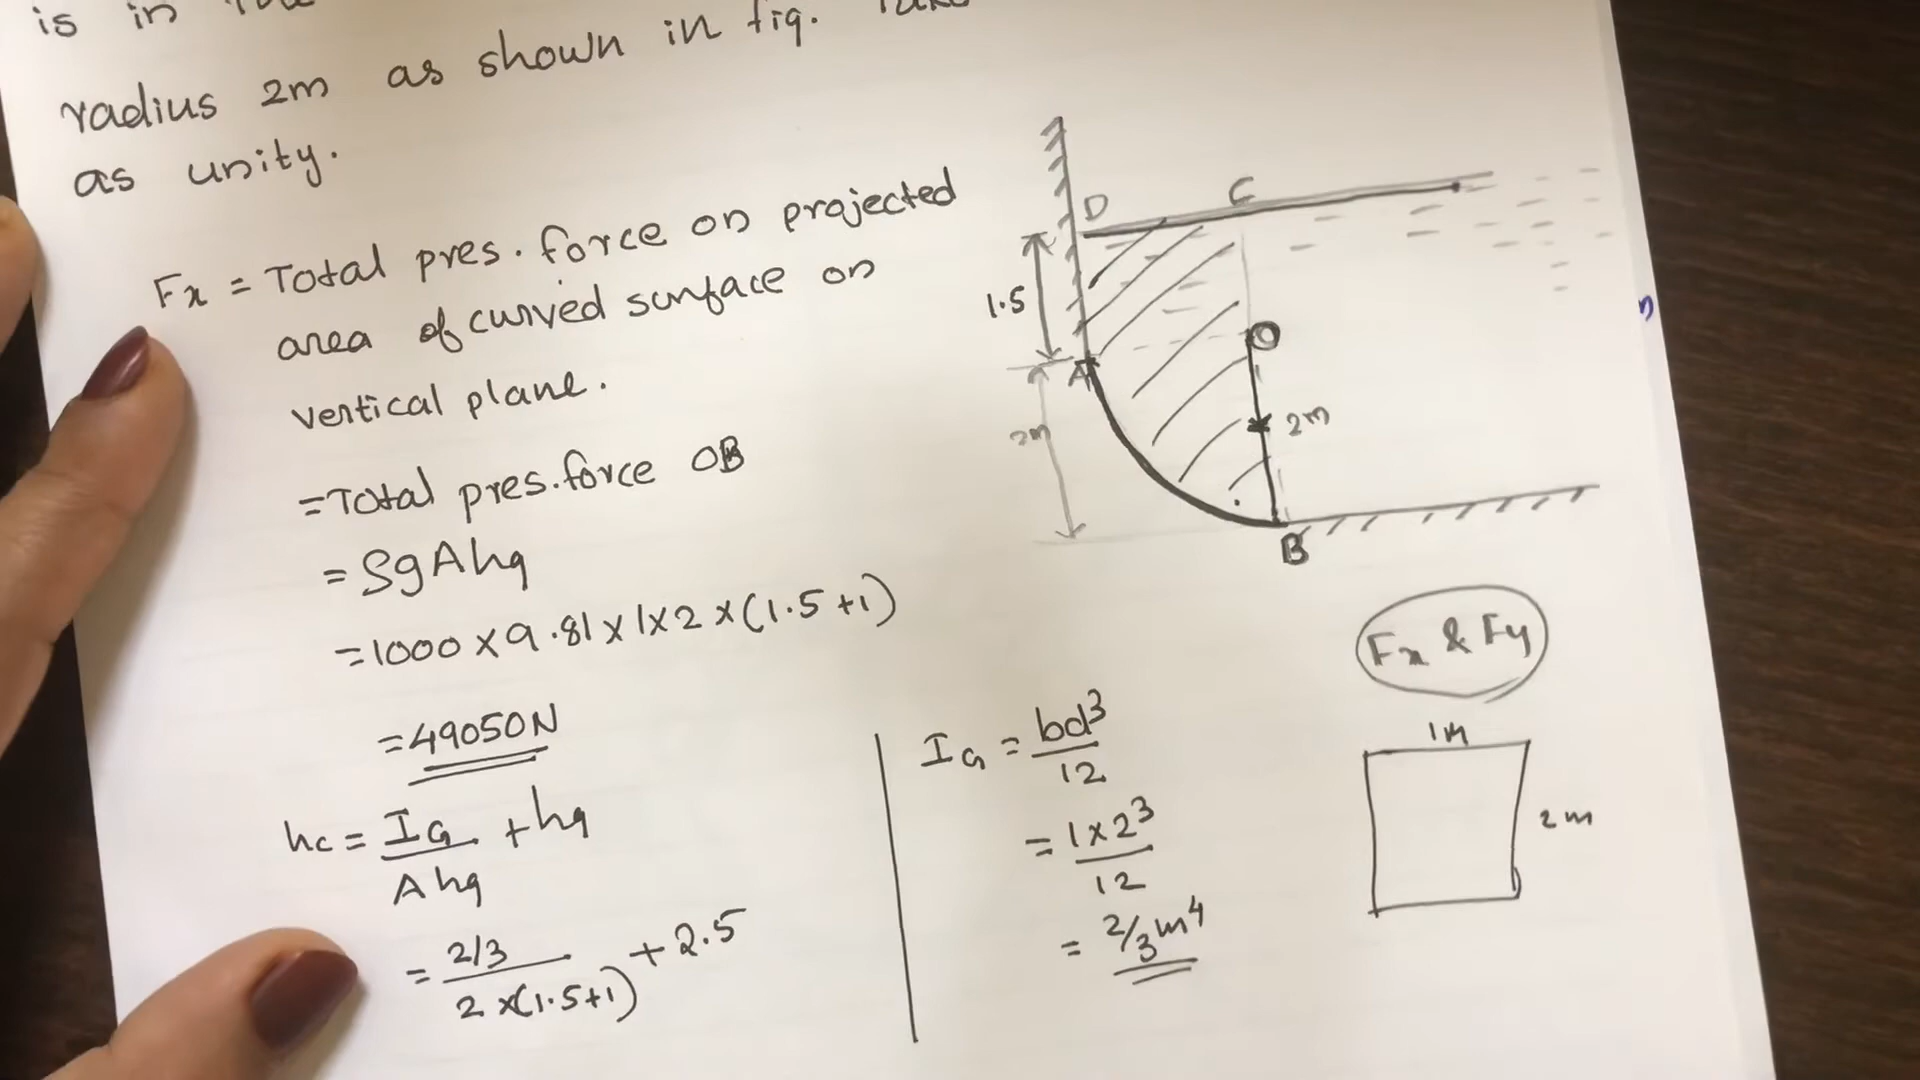 is in
radius 2m as shown in fig.
as unity.
Fx = Total pres. force on projected
area of curved surface on
vertical plane.
= Total pres. force OB
= ρgAhg
= 1000 × 9.81 × 1×2 × (1.5+1)
= 49050N
hc = IG/Ahg + hg
= 2/3 / 2×(1.5+1) + 2.5
D C
1.5
O
A
2m
2m
B
Fx & Fy
IG = bd³/12
= 1×2³/12
= 2/3 m⁴
1m
2m